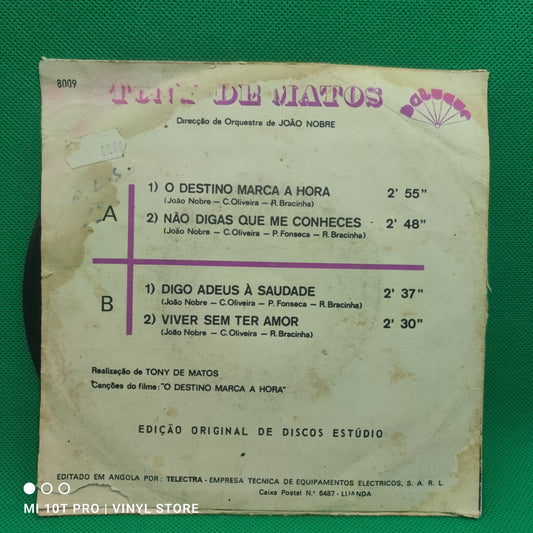 8009
TONY DE MATOS
Direcção de Orquestra de JOÃO NOBRE
A
1) O DESTINO MARCA A HORA 2' 55"
(João Nobre – C.Oliveira – R.Bracinha)
2) NÃO DIGAS QUE ME CONHECES 2' 48"
(João Nobre – C.Oliveira – P.Fonseca – R.Bracinha)
B
1) DIGO ADEUS À SAUDADE 2' 37"
(João Nobre – C.Oliveira – P.Fonseca – R.Bracinha)
2) VIVER SEM TER AMOR 2' 30"
(João Nobre – C.Oliveira – R.Bracinha)
Realização de TONY DE MATOS
Canções do filme: "O DESTINO MARCA A HORA"
EDIÇÃO ORIGINAL DE DISCOS ESTÚDIO
EDITADO EM ANGOLA POR: TELECTRA – EMPRESA TÉCNICA DE EQUIPAMENTOS ELÉCTRICOS, S. A. R. L.
Caixa Postal N.º 6487 – LUANDA
MI 10T PRO | VINYL STORE